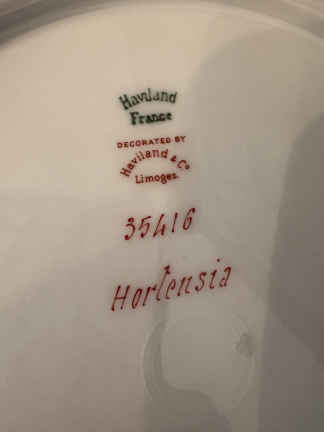 Haviland
France
DECORATED BY
Haviland & Co
Limoges.
35416
Hortensia